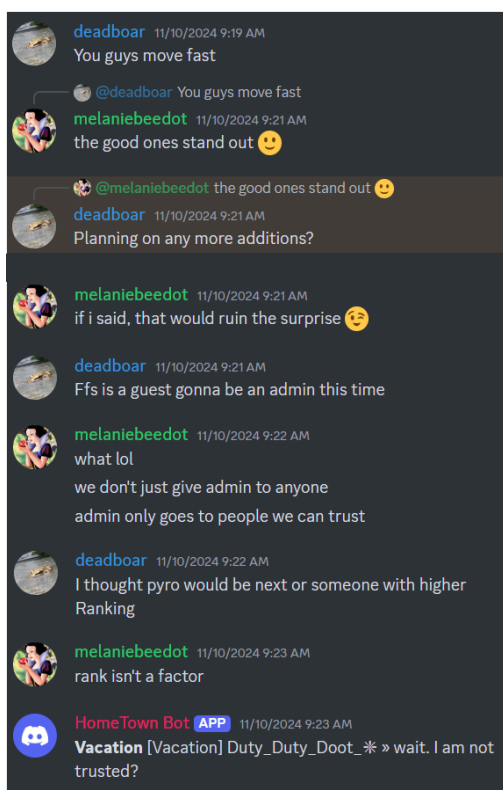 deadboar 11/10/2024 9:19 AM
You guys move fast
@deadboar You guys move fast
melaniebeedot 11/10/2024 9:21 AM
the good ones stand out 🙂
@melaniebeedot the good ones stand out 🙂
deadboar 11/10/2024 9:21 AM
Planning on any more additions?
melaniebeedot 11/10/2024 9:21 AM
if i said, that would ruin the surprise 😉
deadboar 11/10/2024 9:21 AM
Ffs is a guest gonna be an admin this time
melaniebeedot 11/10/2024 9:22 AM
what lol
we don't just give admin to anyone
admin only goes to people we can trust
deadboar 11/10/2024 9:22 AM
I thought pyro would be next or someone with higher
Ranking
melaniebeedot 11/10/2024 9:23 AM
rank isn't a factor
HomeTown Bot APP 11/10/2024 9:23 AM
Vacation [Vacation] Duty_Duty_Doot_⁜ » wait. I am not
trusted?